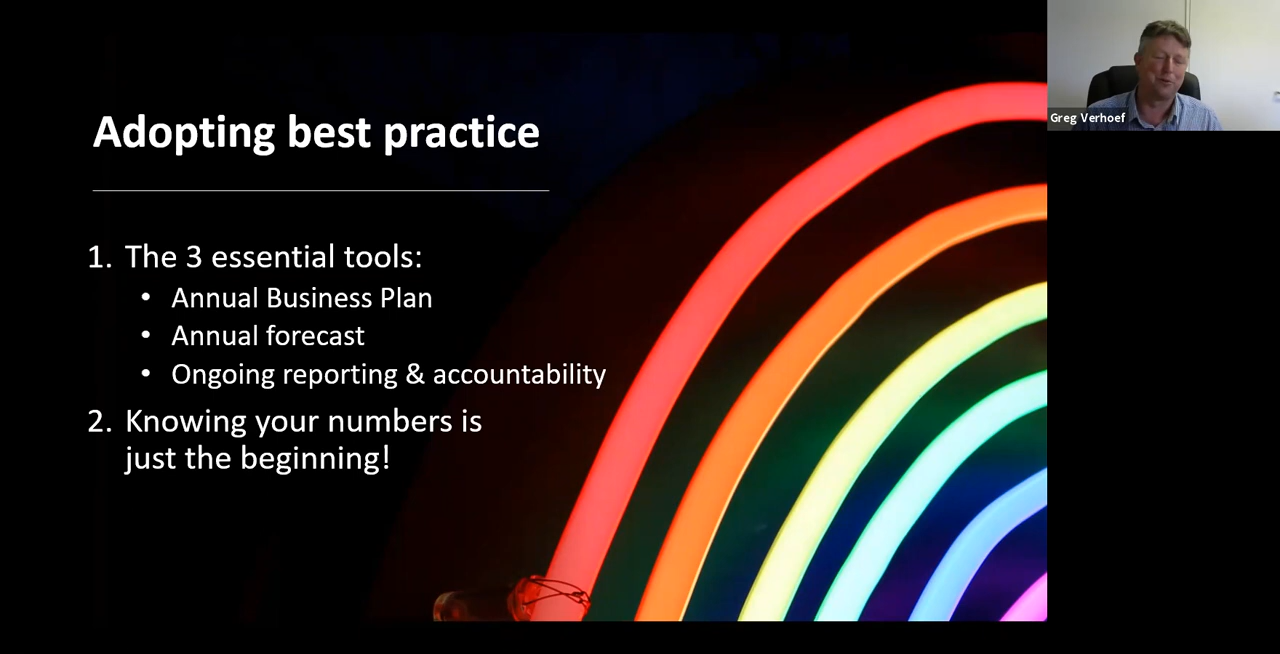 Adopting best practice
1. The 3 essential tools:
• Annual Business Plan
• Annual forecast
• Ongoing reporting & accountability
2. Knowing your numbers is
just the beginning!
Greg Verhoef